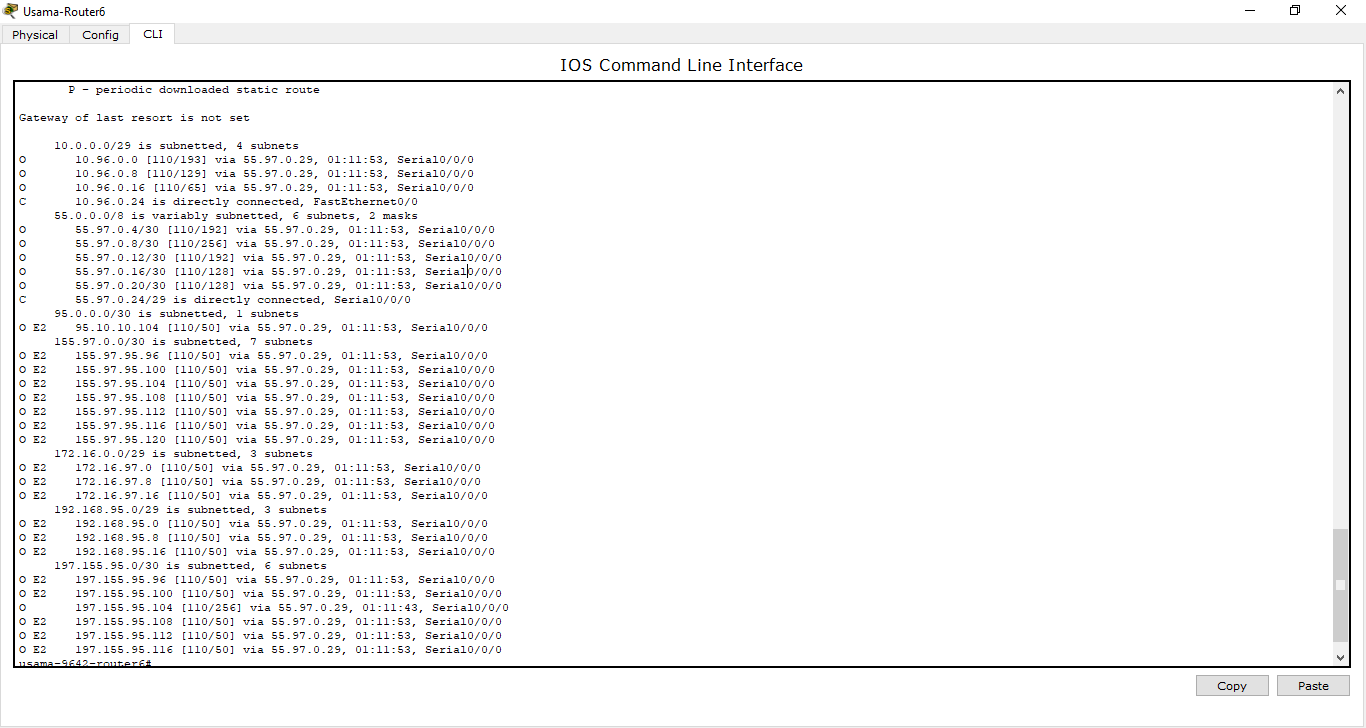 Usama-Router6
Physical Config CLI
IOS Command Line Interface
P - periodic downloaded static route
Gateway of last resort is not set
10.0.0.0/29 is subnetted, 4 subnets
O 10.96.0.0 [110/193] via 55.97.0.29, 01:11:53, Serial0/0/0
O 10.96.0.8 [110/129] via 55.97.0.29, 01:11:53, Serial0/0/0
O 10.96.0.16 [110/65] via 55.97.0.29, 01:11:53, Serial0/0/0
C 10.96.0.24 is directly connected, FastEthernet0/0
55.0.0.0/8 is variably subnetted, 6 subnets, 2 masks
O 55.97.0.4/30 [110/192] via 55.97.0.29, 01:11:53, Serial0/0/0
O 55.97.0.8/30 [110/256] via 55.97.0.29, 01:11:53, Serial0/0/0
O 55.97.0.12/30 [110/192] via 55.97.0.29, 01:11:53, Serial0/0/0
O 55.97.0.16/30 [110/128] via 55.97.0.29, 01:11:53, Serial0/0/0
O 55.97.0.20/30 [110/128] via 55.97.0.29, 01:11:53, Serial0/0/0
C 55.97.0.24/29 is directly connected, Serial0/0/0
95.0.0.0/30 is subnetted, 1 subnets
O E2 95.10.10.104 [110/50] via 55.97.0.29, 01:11:53, Serial0/0/0
155.97.0.0/30 is subnetted, 7 subnets
O E2 155.97.95.96 [110/50] via 55.97.0.29, 01:11:53, Serial0/0/0
O E2 155.97.95.100 [110/50] via 55.97.0.29, 01:11:53, Serial0/0/0
O E2 155.97.95.104 [110/50] via 55.97.0.29, 01:11:53, Serial0/0/0
O E2 155.97.95.108 [110/50] via 55.97.0.29, 01:11:53, Serial0/0/0
O E2 155.97.95.112 [110/50] via 55.97.0.29, 01:11:53, Serial0/0/0
O E2 155.97.95.116 [110/50] via 55.97.0.29, 01:11:53, Serial0/0/0
O E2 155.97.95.120 [110/50] via 55.97.0.29, 01:11:53, Serial0/0/0
172.16.0.0/29 is subnetted, 3 subnets
O E2 172.16.97.0 [110/50] via 55.97.0.29, 01:11:53, Serial0/0/0
O E2 172.16.97.8 [110/50] via 55.97.0.29, 01:11:53, Serial0/0/0
O E2 172.16.97.16 [110/50] via 55.97.0.29, 01:11:53, Serial0/0/0
192.168.95.0/29 is subnetted, 3 subnets
O E2 192.168.95.0 [110/50] via 55.97.0.29, 01:11:53, Serial0/0/0
O E2 192.168.95.8 [110/50] via 55.97.0.29, 01:11:53, Serial0/0/0
O E2 192.168.95.16 [110/50] via 55.97.0.29, 01:11:53, Serial0/0/0
197.155.95.0/30 is subnetted, 6 subnets
O E2 197.155.95.96 [110/50] via 55.97.0.29, 01:11:53, Serial0/0/0
O E2 197.155.95.100 [110/50] via 55.97.0.29, 01:11:53, Serial0/0/0
O 197.155.95.104 [110/256] via 55.97.0.29, 01:11:43, Serial0/0/0
O E2 197.155.95.108 [110/50] via 55.97.0.29, 01:11:53, Serial0/0/0
O E2 197.155.95.112 [110/50] via 55.97.0.29, 01:11:53, Serial0/0/0
O E2 197.155.95.116 [110/50] via 55.97.0.29, 01:11:53, Serial0/0/0
usama-9642-router6#
Copy Paste